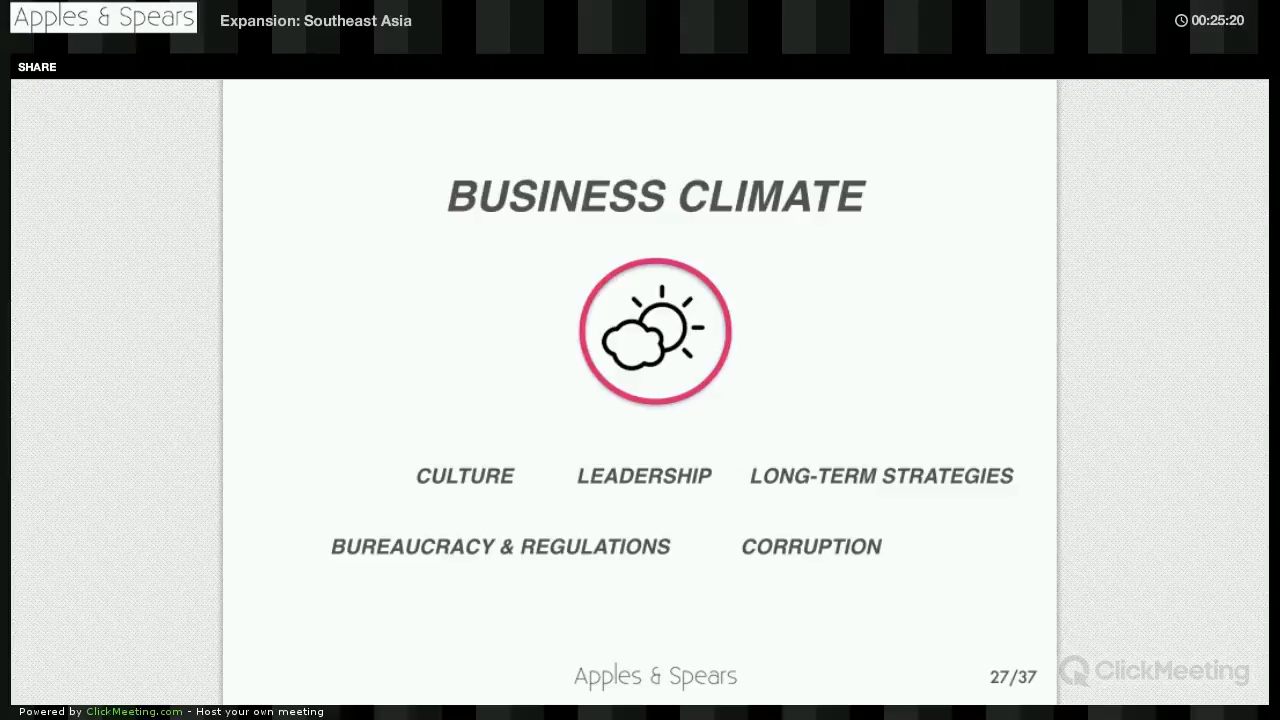 Apples & Spears
Expansion: Southeast Asia
00:25:20
SHARE
BUSINESS CLIMATE
CULTURE LEADERSHIP LONG-TERM STRATEGIES
BUREAUCRACY & REGULATIONS CORRUPTION
Apples & Spears
27/37
ClickMeeting
Powered by ClickMeeting.com - Host your own meeting